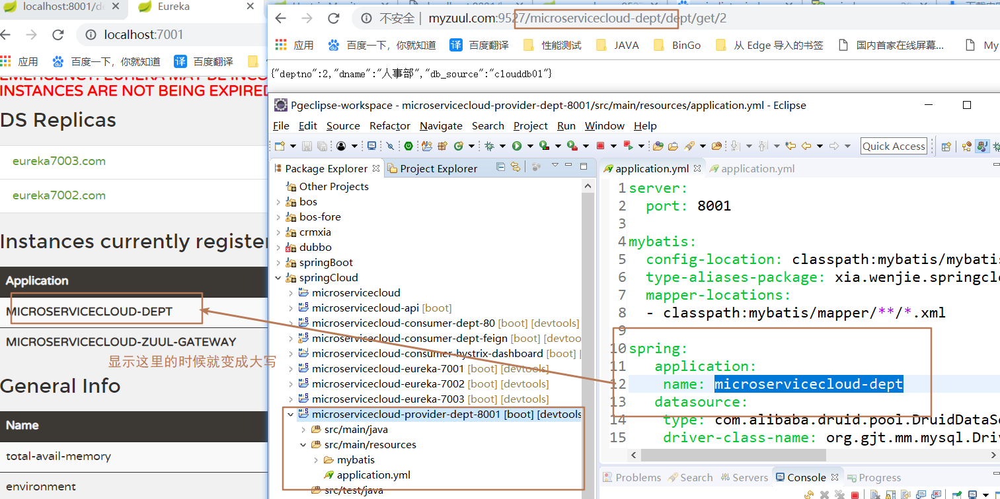 localhost:8001/de
Eureka
localhost:7001
应用
百度一下，你就知道
译
百度翻译
INSTANCES ARE NOT BEING EXPIRED
DS Replicas
eureka7003.com
eureka7002.com
Instances currently register
Application
MICROSERVICECLOUD-DEPT
MICROSERVICECLOUD-ZUUL-GATEWAY
显示这里的时候就变成大写
General Info
Name
total-avail-memory
environment
不安全 | myzuul.com:9527/microservicecloud-dept/dept/get/2
应用
百度一下，你就知道
译
百度翻译
性能测试
JAVA
BinGo
从 Edge 导入的书签
国内首家在线屏幕...
My
{"deptno":2,"dname":"人事部","db_source":"clouddb01"}
Pgeclipse-workspace - microservicecloud-provider-dept-8001/src/main/resources/application.yml - Eclipse
File Edit Source Refactor Navigate Search Project Run Window Help
Quick Access
Package Explorer
Project Explorer
Other Projects
bos
bos-fore
crmxia
dubbo
springBoot
springCloud
microservicecloud
microservicecloud-api [boot]
microservicecloud-consumer-dept-80 [boot] [devtools]
microservicecloud-consumer-dept-feign [boot] [devtoo
microservicecloud-consumer-hystrix-dashboard [boot] [
microservicecloud-eureka-7001 [boot] [devtools]
microservicecloud-eureka-7002 [boot] [devtools]
microservicecloud-eureka-7003 [boot] [devtools]
microservicecloud-provider-dept-8001 [boot] [devtools
src/main/java
src/main/resources
mybatis
application.yml
src/test/java
application.yml
application.yml
1 server:
2 port: 8001
3
4 mybatis:
5 config-location: classpath:mybatis/mybatis
6 type-aliases-package: xia.wenjie.springclo
7 mapper-locations:
8 - classpath:mybatis/mapper/**/*.xml
9
10 spring:
11 application:
12 name: microservicecloud-dept
13 datasource:
14 type: com.alibaba.druid.pool.DruidDataSo
15 driver-class-name: org.gjt.mm.mysql.Driv
Problems
Search
Servers
Console
Progress